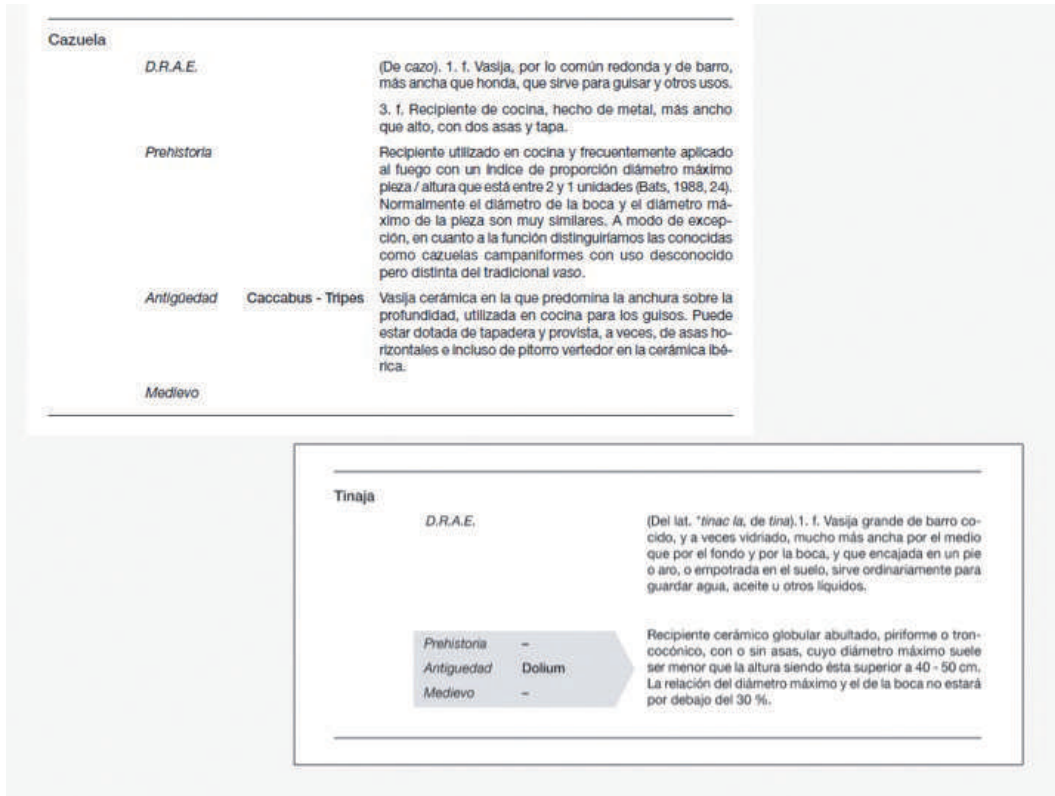 Cazuela
D.R.A.E. (De cazo). 1. f. Vasija, por lo común redonda y de barro,
más ancha que honda, que sirve para guisar y otros usos.
3. f. Recipiente de cocina, hecho de metal, más ancho
que alto, con dos asas y tapa.
Prehistoria Recipiente utilizado en cocina y frecuentemente aplicado
al fuego con un índice de proporción diámetro máximo
pieza / altura que está entre 2 y 1 unidades (Bats, 1988, 24).
Normalmente el diámetro de la boca y el diámetro má-
ximo de la pieza son muy similares. A modo de excep-
ción, en cuanto a la función distinguiríamos las conocidas
como cazuelas campaniformes con uso desconocido
pero distinta del tradicional vaso.
Antigüedad Caccabus - Tripes Vasija cerámica en la que predomina la anchura sobre la
profundidad, utilizada en cocina para los guisos. Puede
estar dotada de tapadera y provista, a veces, de asas ho-
rizontales e incluso de pitorro vertedor en la cerámica ibé-
rica.
Medievo
Tinaja
D.R.A.E. (Del lat. *tinac la, de tina).1. f. Vasija grande de barro co-
cido, y a veces vidriado, mucho más ancha por el medio
que por el fondo y por la boca, y que encajada en un pie
o aro, o empotrada en el suelo, sirve ordinariamente para
guardar agua, aceite u otros líquidos.
Prehistoria –
Antiguedad Dolium
Medievo –
Recipiente cerámico globular abultado, piriforme o tron-
cocónico, con o sin asas, cuyo diámetro máximo suele
ser menor que la altura siendo ésta superior a 40 - 50 cm.
La relación del diámetro máximo y el de la boca no estará
por debajo del 30 %.